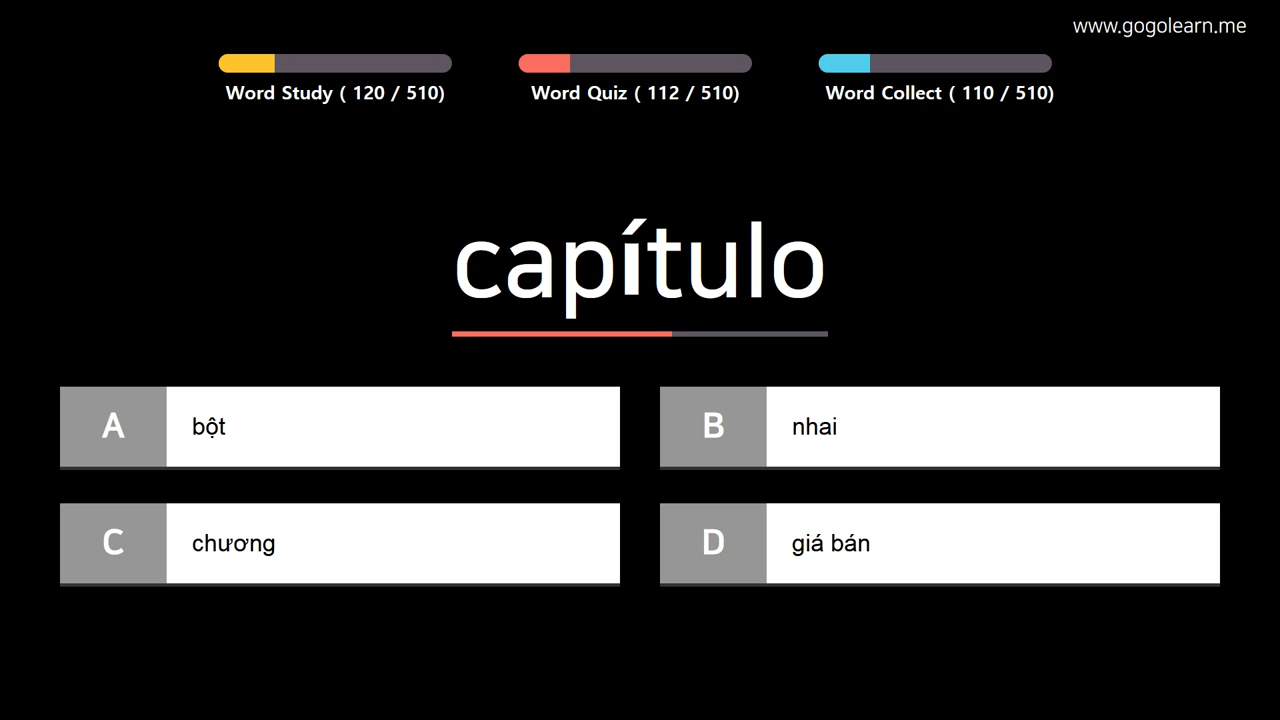 www.gogolearn.me
Word Study ( 120 / 510)
Word Quiz ( 112 / 510)
Word Collect ( 110 / 510)
capítulo
A bột
B nhai
C chương
D giá bán